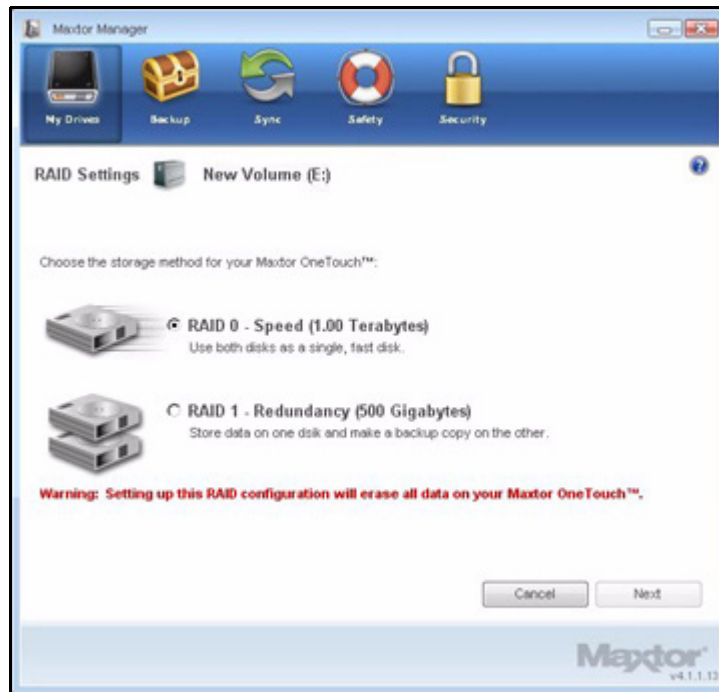 Maxtor Manager
My Drives Backup Sync Safety Security
RAID Settings New Volume (E:)
Choose the storage method for your Maxtor OneTouch™:
RAID 0 - Speed (1.00 Terabytes)
Use both disks as a single, fast disk.
RAID 1 - Redundancy (500 Gigabytes)
Store data on one dsik and make a backup copy on the other.
Warning: Setting up this RAID configuration will erase all data on your Maxtor OneTouch™.
Cancel Next
Maxtor